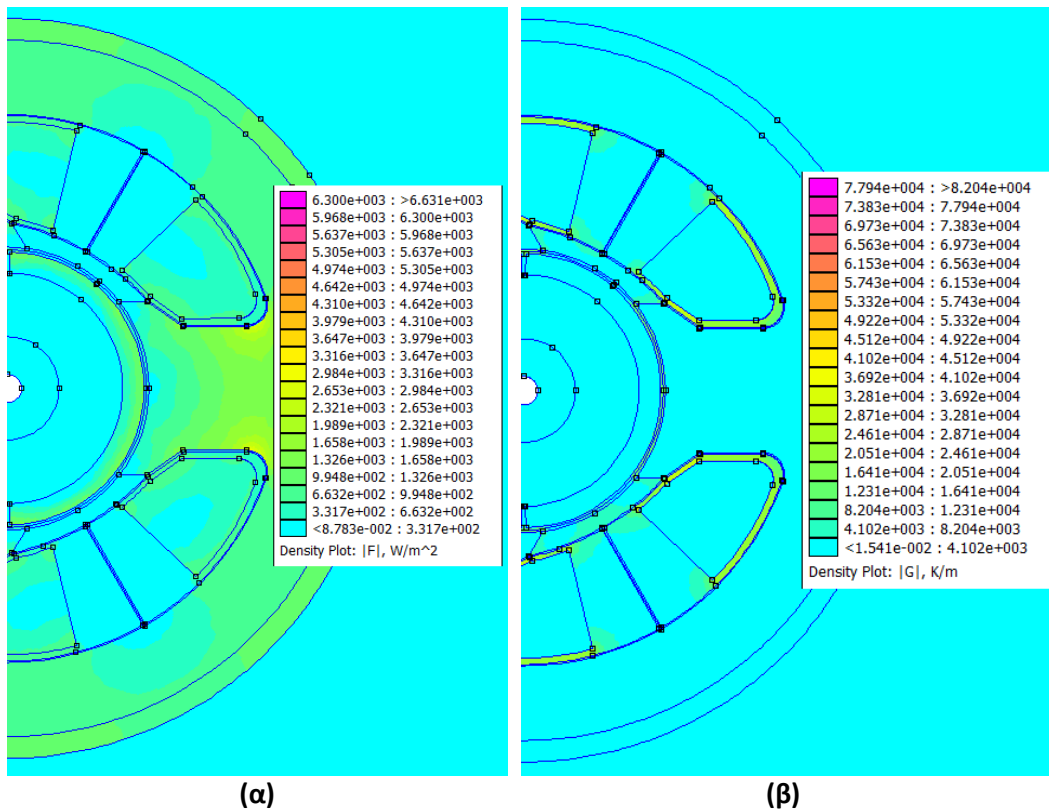 6.300e+003 : >6.631e+003
5.968e+003 : 6.300e+003
5.637e+003 : 5.968e+003
5.305e+003 : 5.637e+003
4.974e+003 : 5.305e+003
4.642e+003 : 4.974e+003
4.310e+003 : 4.642e+003
3.979e+003 : 4.310e+003
3.647e+003 : 3.979e+003
3.316e+003 : 3.647e+003
2.984e+003 : 3.316e+003
2.653e+003 : 2.984e+003
2.321e+003 : 2.653e+003
1.989e+003 : 2.321e+003
1.658e+003 : 1.989e+003
1.326e+003 : 1.658e+003
9.948e+002 : 1.326e+003
6.632e+002 : 9.948e+002
3.317e+002 : 6.632e+002
<8.783e-002 : 3.317e+002
Density Plot: |F|, W/m^2
7.794e+004 : >8.204e+004
7.383e+004 : 7.794e+004
6.973e+004 : 7.383e+004
6.563e+004 : 6.973e+004
6.153e+004 : 6.563e+004
5.743e+004 : 6.153e+004
5.332e+004 : 5.743e+004
4.922e+004 : 5.332e+004
4.512e+004 : 4.922e+004
4.102e+004 : 4.512e+004
3.692e+004 : 4.102e+004
3.281e+004 : 3.692e+004
2.871e+004 : 3.281e+004
2.461e+004 : 2.871e+004
2.051e+004 : 2.461e+004
1.641e+004 : 2.051e+004
1.231e+004 : 1.641e+004
8.204e+003 : 1.231e+004
4.102e+003 : 8.204e+003
<1.541e-002 : 4.102e+003
Density Plot: |G|, K/m
(α)
(β)